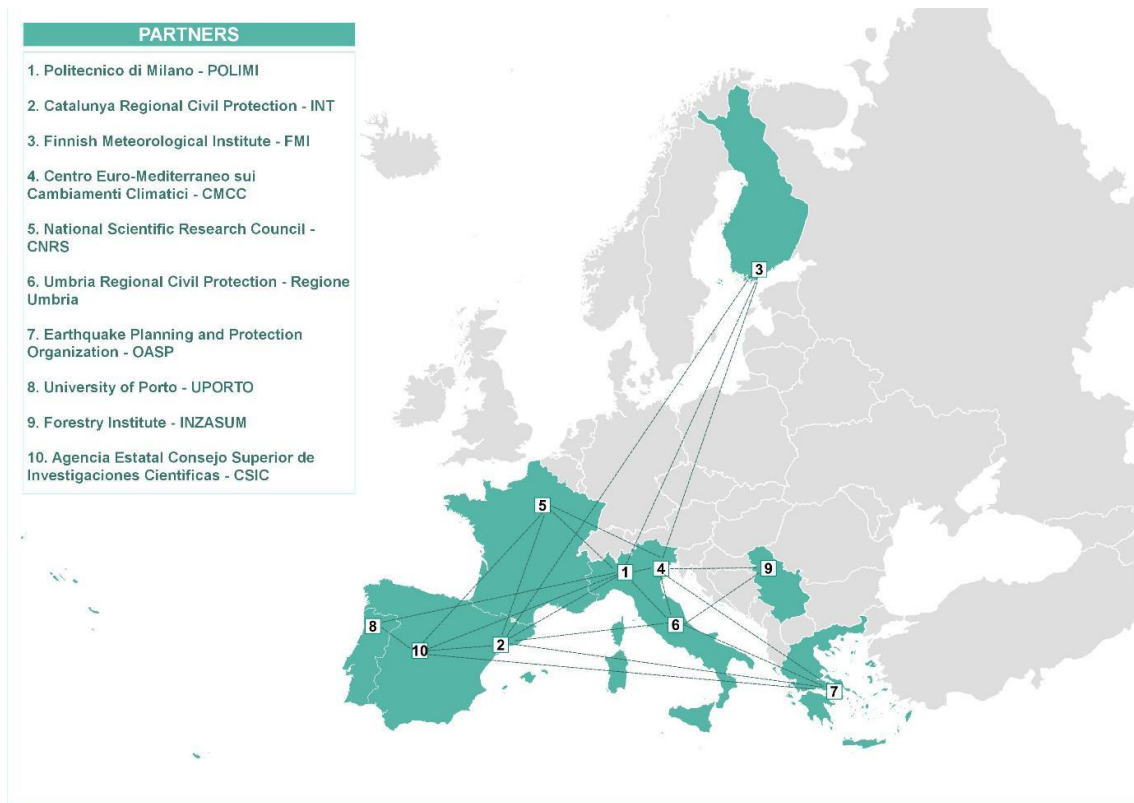 PARTNERS
1. Politecnico di Milano - POLIMI
2. Catalunya Regional Civil Protection - INT
3. Finnish Meteorological Institute - FMI
4. Centro Euro-Mediterraneo sui
Cambiamenti Climatici - CMCC
5. National Scientific Research Council -
CNRS
6. Umbria Regional Civil Protection - Regione
Umbria
7. Earthquake Planning and Protection
Organization - OASP
8. University of Porto - UPORTO
9. Forestry Institute - INZASUM
10. Agencia Estatal Consejo Superior de
Investigaciones Cientificas - CSIC
3
5
1
4
9
8
6
10
2
7